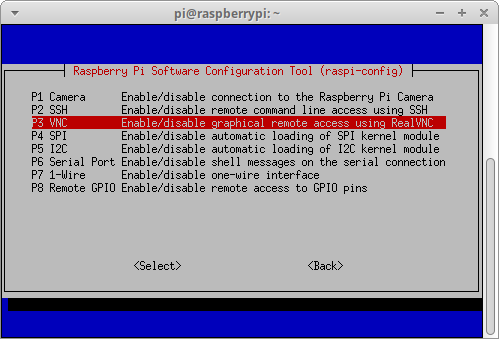 pi@raspberrypi: ~
Raspberry Pi Software Configuration Tool (raspi-config)
P1 Camera Enable/disable connection to the Raspberry Pi Camera
P2 SSH Enable/disable remote command line access using SSH
P3 VNC Enable/disable graphical remote access using RealVNC
P4 SPI Enable/disable automatic loading of SPI kernel module
P5 I2C Enable/disable automatic loading of I2C kernel module
P6 Serial Port Enable/disable shell messages on the serial connection
P7 1-Wire Enable/disable one-wire interface
P8 Remote GPIO Enable/disable remote access to GPIO pins
<Select> <Back>